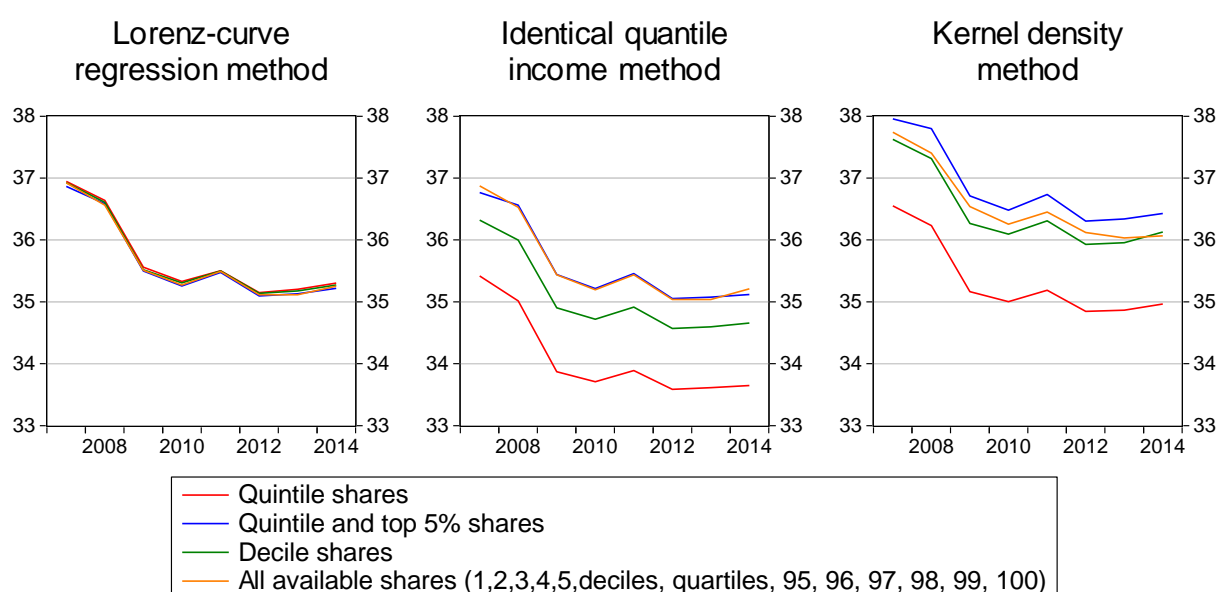 Lorenz-curve
regression method
Identical quantile
income method
Kernel density
method
38 38 38 38 38 38
37 37 37 37 37 37
36 36 36 36 36 36
35 35 35 35 35 35
34 34 34 34 34 34
33 33 33 33 33 33
2008 2010 2012 2014 2008 2010 2012 2014 2008 2010 2012 2014
Quintile shares
Quintile and top 5% shares
Decile shares
All available shares (1,2,3,4,5,deciles, quartiles, 95, 96, 97, 98, 99, 100)